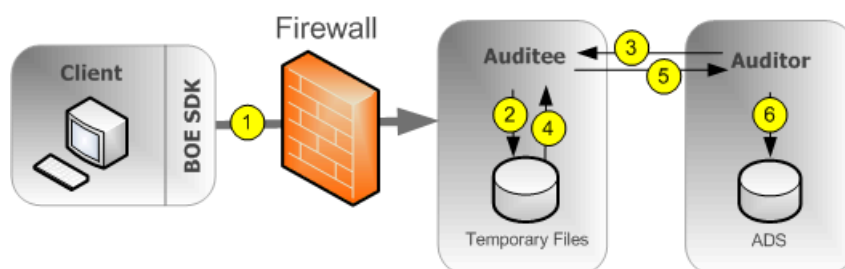 Firewall
Client
BOE SDK
1
Auditee
3
5
Auditor
2
4
6
Temporary Files
ADS